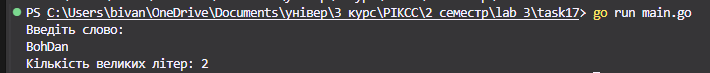 PS C:\Users\bivan\OneDrive\Documents\універ\3 курс\РІКСС\2 семестр\lab 3\task17> go run main.go
Введіть слово:
BohDan
Кількість великих літер: 2